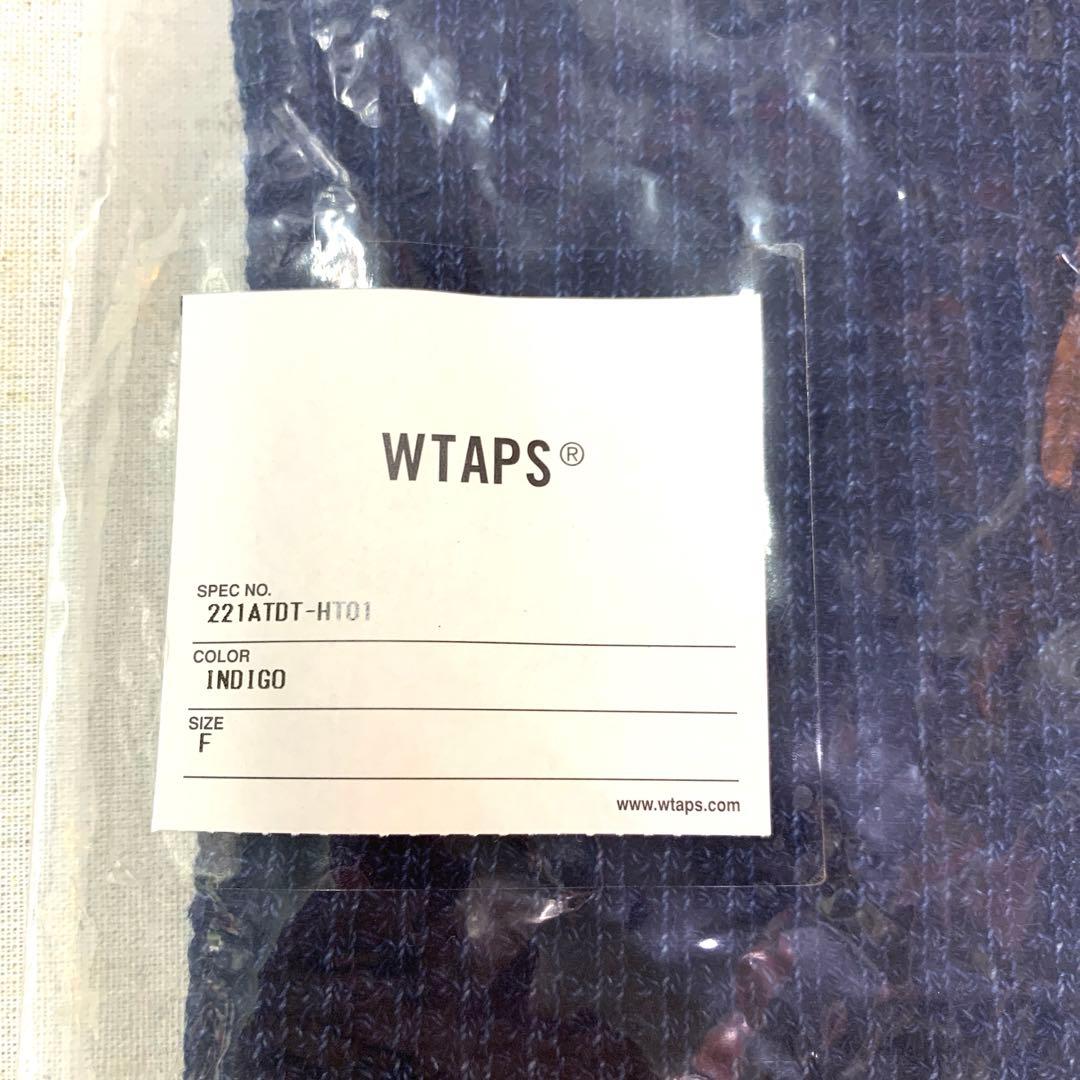 WTAPS®
SPEC NO.
221ATDT-HT01
COLOR
INDIGO
SIZE
F
www.wtaps.com